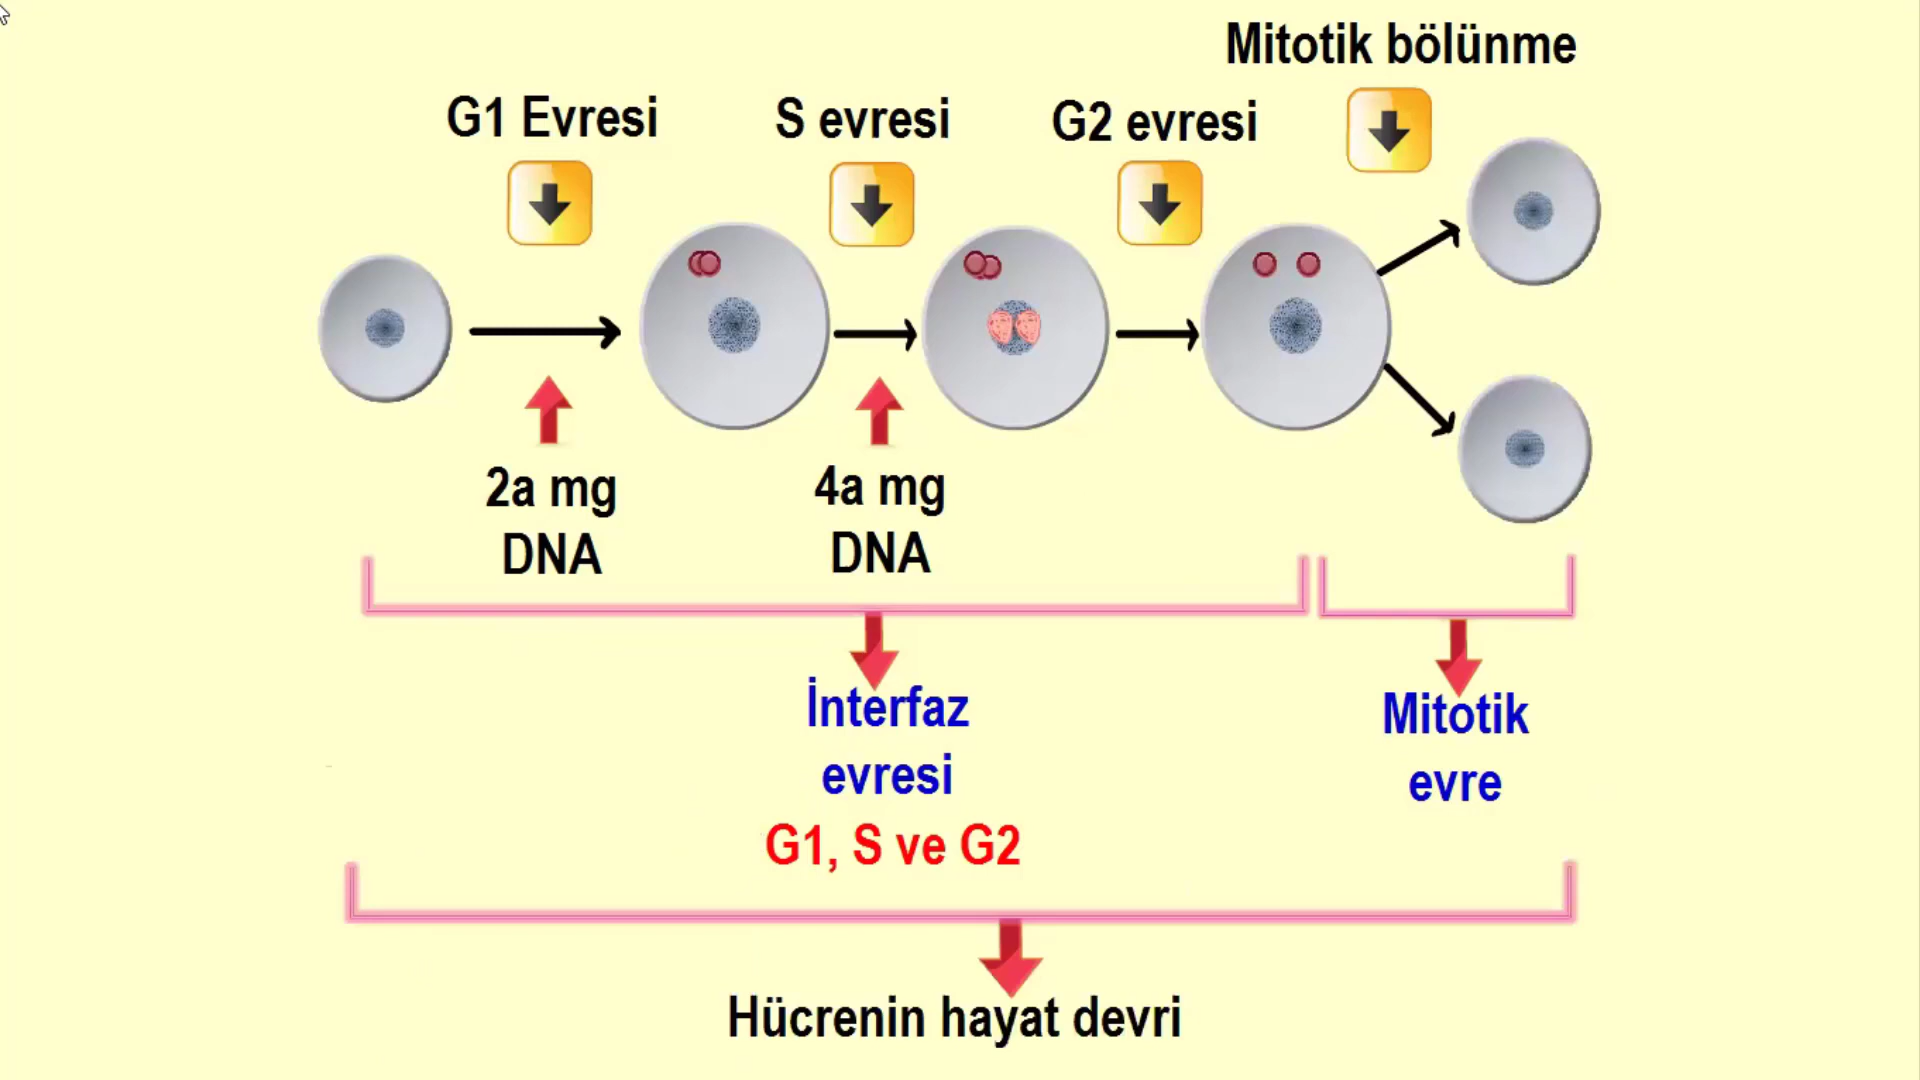 Mitotik bölünme
G1 Evresi
S evresi
G2 evresi
2a mg
DNA
4a mg
DNA
İnterfaz
evresi
G1, S ve G2
Mitotik
evre
Hücrenin hayat devri